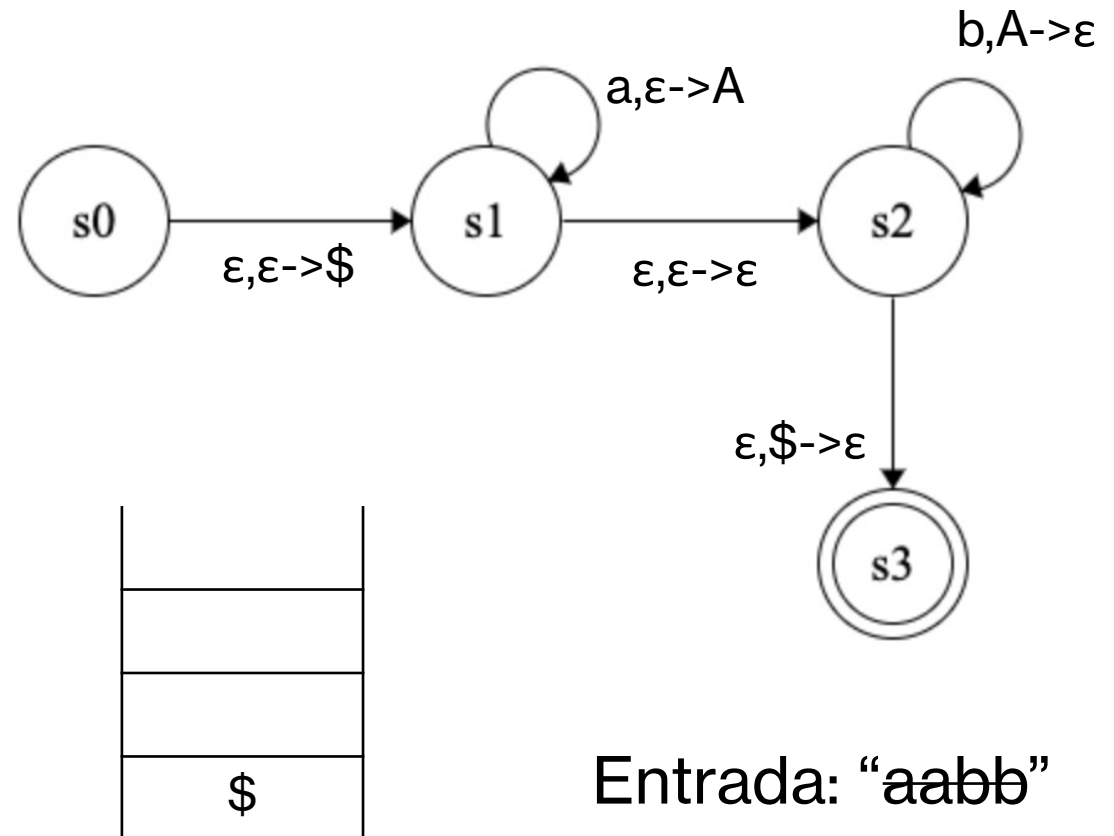 b,A->ε
a,ε->A
s0
s1
s2
ε,ε->$
ε,ε->ε
ε,$->ε
s3
$
Entrada: “aabb”